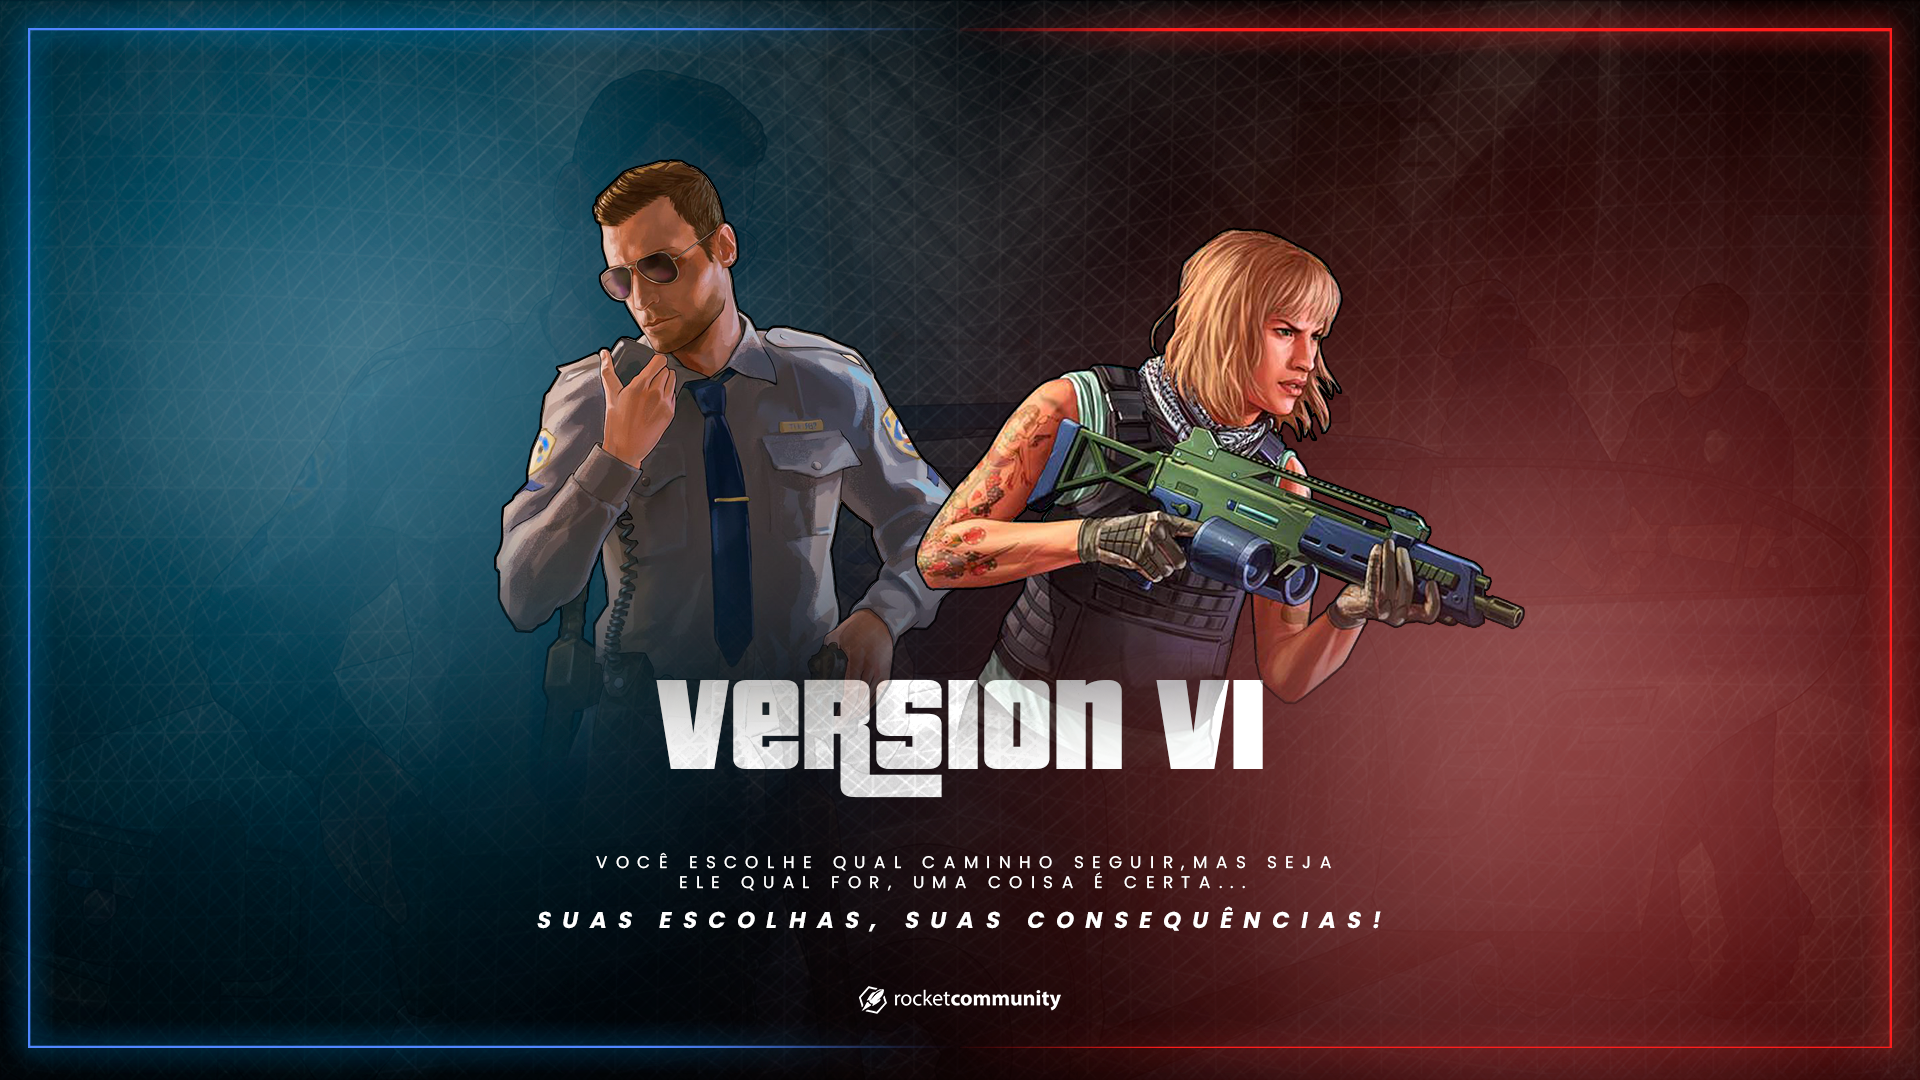 VERSION VI
VOCÊ ESCOLHE QUAL CAMINHO SEGUIR,MAS SEJA
ELE QUAL FOR, UMA COISA É CERTA...
SUAS ESCOLHAS, SUAS CONSEQUÊNCIAS!
rocketcommunity